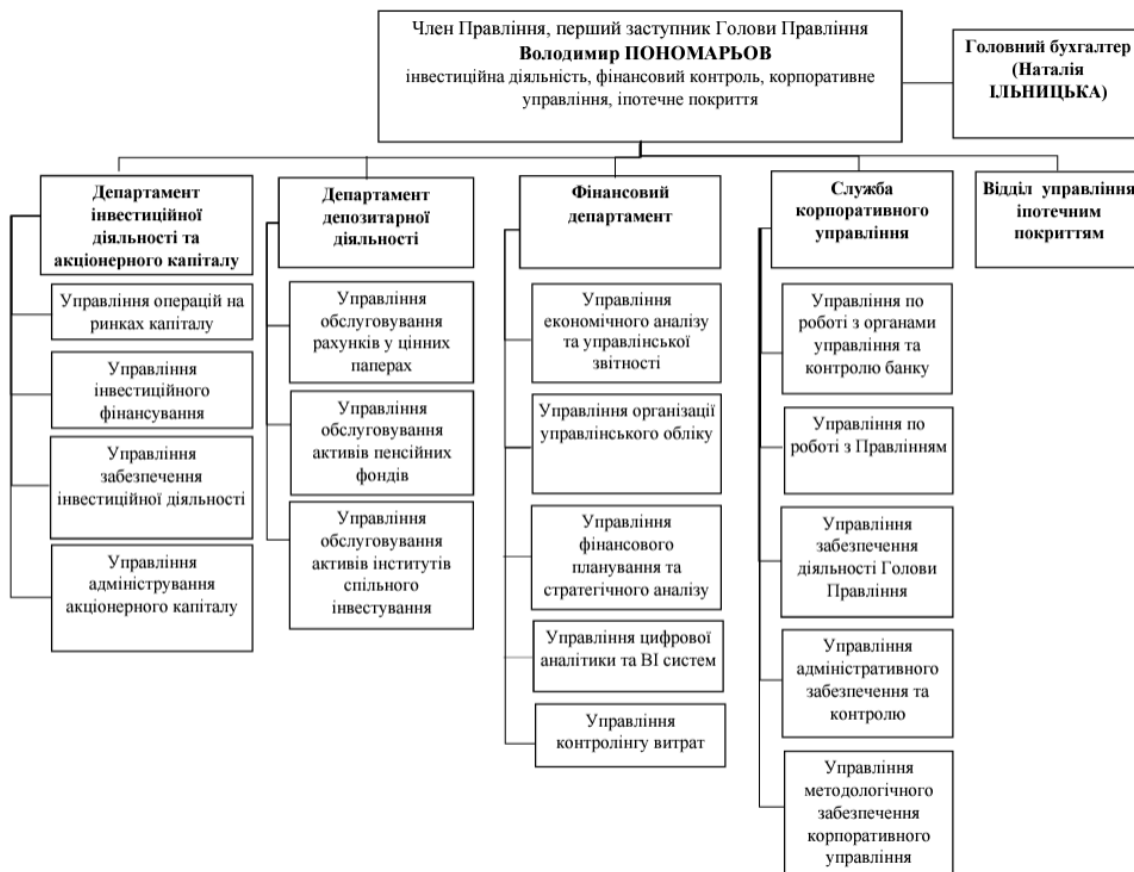 Член Правління, перший заступник Голови Правління
Володимир ПОНОМАРЬОВ
інвестиційна діяльність, фінансовий контроль, корпоративне
управління, іпотечне покриття
Головний бухгалтер
(Наталія
ІЛЬНИЦЬКА)
Департамент
інвестиційної
діяльності та
акціонерного капіталу
Управління операцій на
ринках капіталу
Управління
інвестиційного
фінансування
Управління
забезпечення
інвестиційної діяльності
Управління
адміністрування
акціонерного капіталу
Департамент
депозитарної
діяльності
Управління
обслуговування
рахунків у цінних
паперах
Управління
обслуговування
активів пенсійних
фондів
Управління
обслуговування
активів інститутів
спільного
інвестування
Фінансовий
департамент
Управління
економічного аналізу
та управлінської
звітності
Управління організації
управлінського обліку
Управління
фінансового
планування та
стратегічного аналізу
Управління цифрової
аналітики та BI систем
Управління
контролінгу витрат
Служба
корпоративного
управління
Управління по
роботі з органами
управління та
контролю банку
Управління по
роботі з Правлінням
Управління
забезпечення
діяльності Голови
Правління
Управління
адміністративного
забезпечення та
контролю
Управління
методологічного
забезпечення
корпоративного
управління
Відділ управління
іпотечним
покриттям